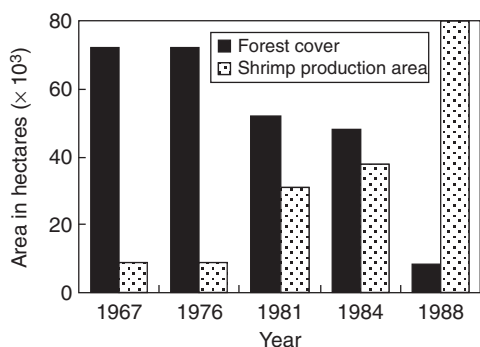 80
60
40
20
0
Area in hectares (× 10³)
Forest cover
Shrimp production area
1967 1976 1981 1984 1988
Year